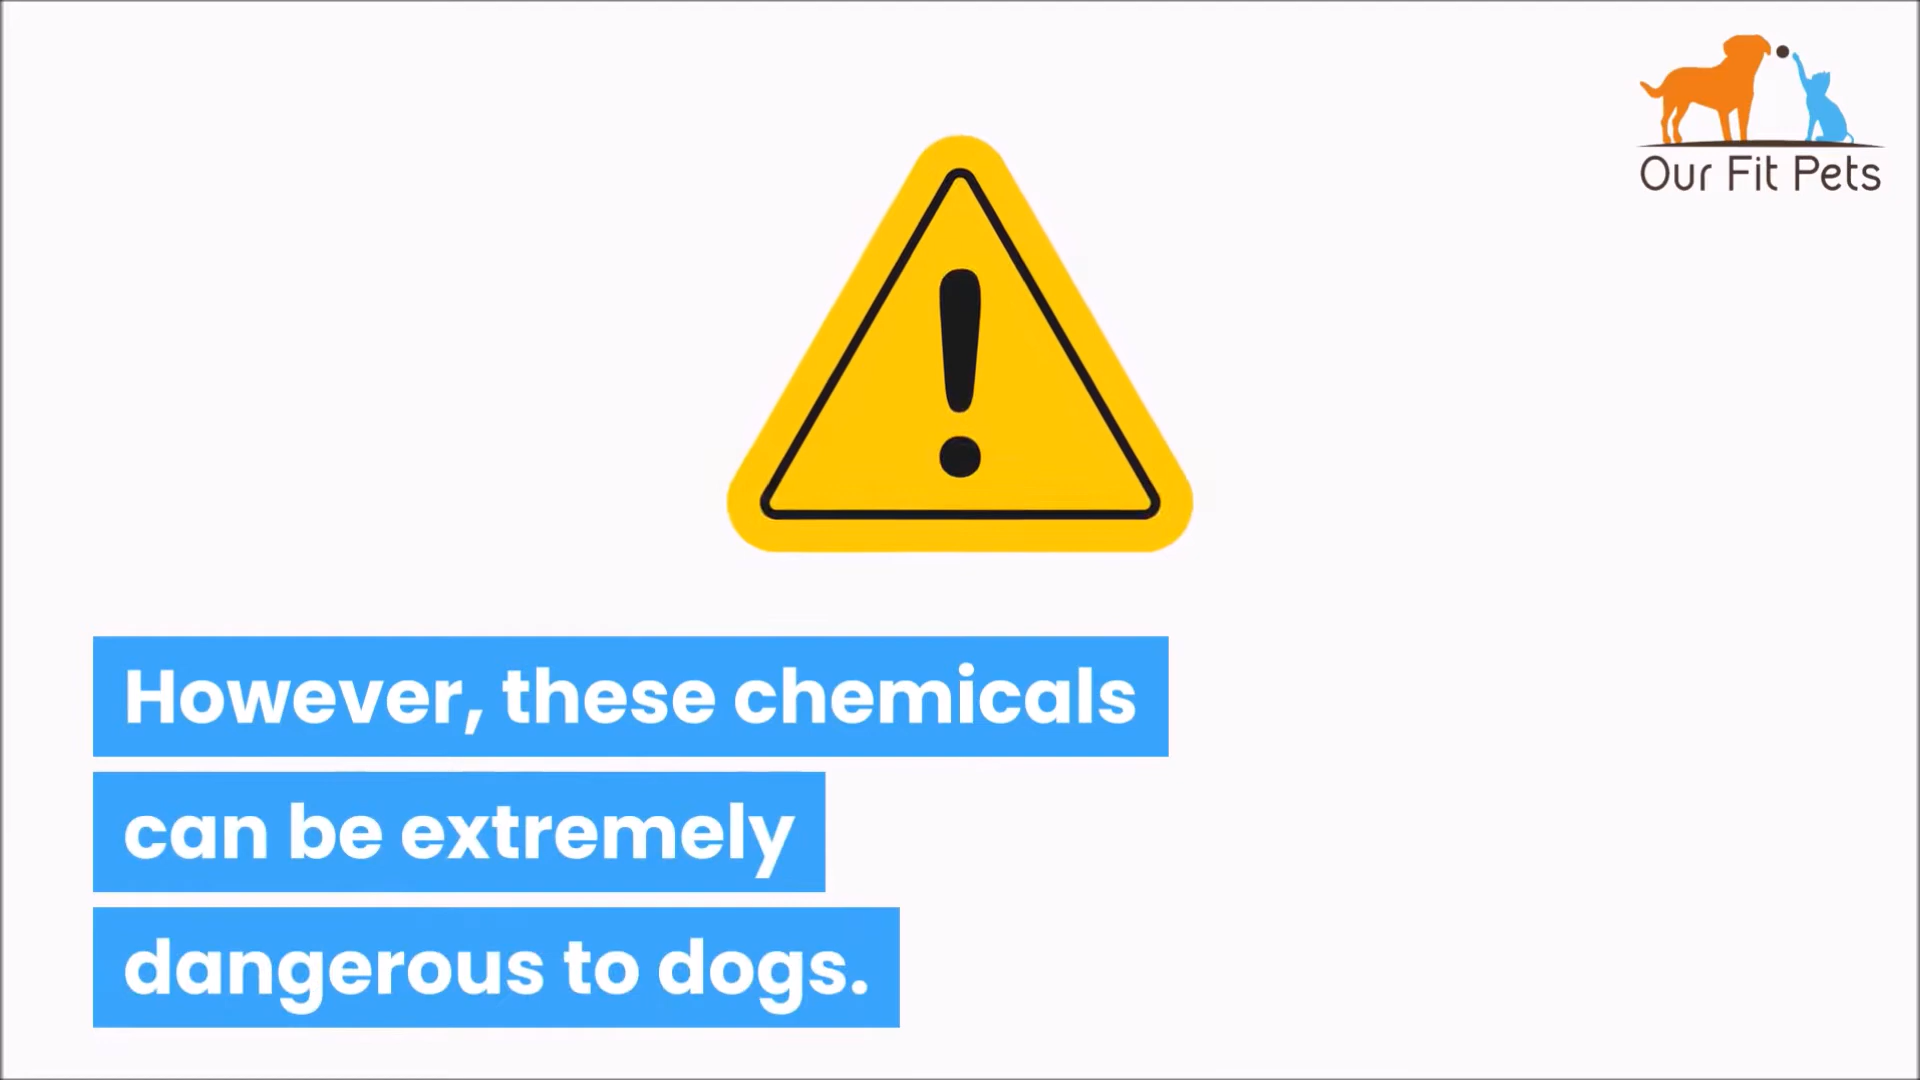 Our Fit Pets
However, these chemicals
can be extremely
dangerous to dogs.